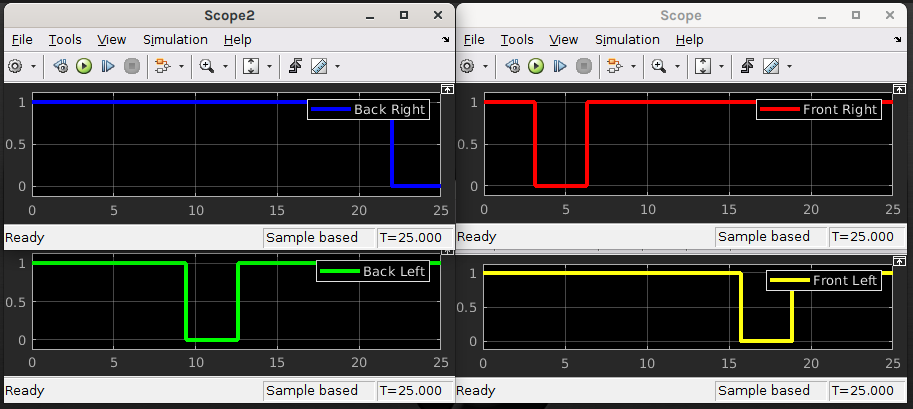 Scope2
File Tools View Simulation Help
1
Back Right
0.5
0
0 5 10 15 20 25
Ready Sample based T=25.000
1
Back Left
0.5
0
0 5 10 15 20 25
Ready Sample based T=25.000
Scope
File Tools View Simulation Help
1
Front Right
0.5
0
0 5 10 15 20 25
Ready Sample based T=25.000
1
Front Left
0.5
0
0 5 10 15 20 25
Ready Sample based T=25.000